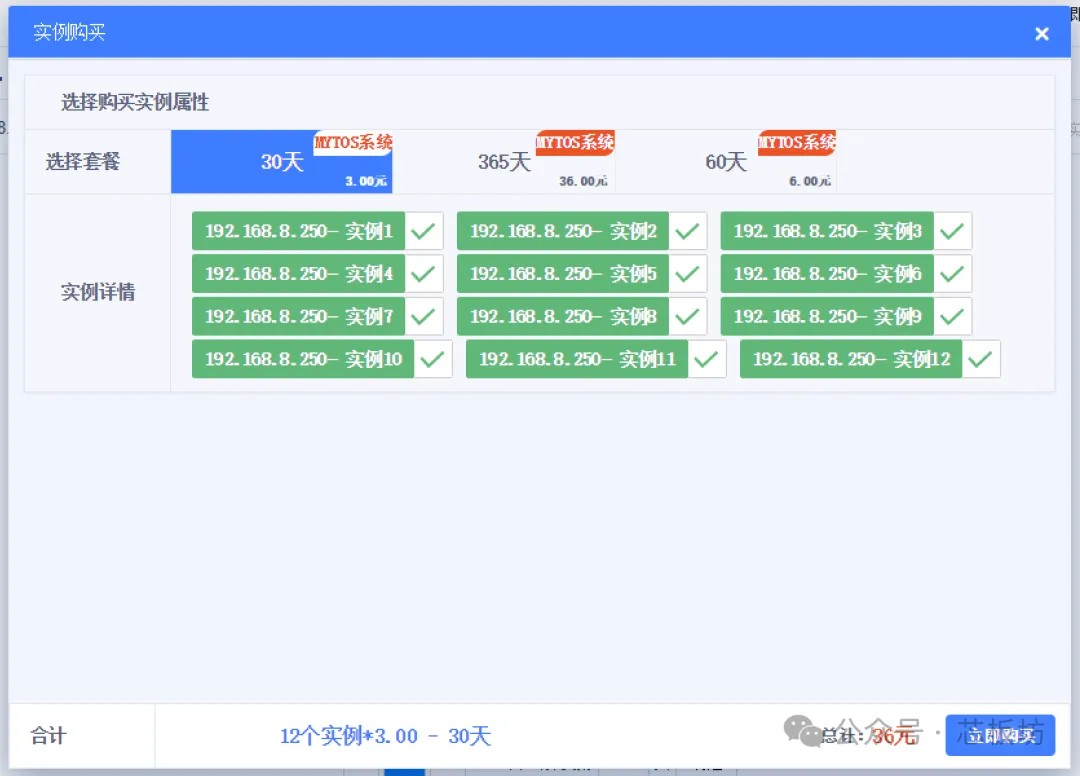 实例购买
选择购买实例属性
选择套餐
30天 MYTOS系统 3.00元
365天 MYTOS系统 36.00元
60天 MYTOS系统 6.00元
实例详情
192.168.8.250- 实例1 192.168.8.250- 实例2 192.168.8.250- 实例3
192.168.8.250- 实例4 192.168.8.250- 实例5 192.168.8.250- 实例6
192.168.8.250- 实例7 192.168.8.250- 实例8 192.168.8.250- 实例9
192.168.8.250- 实例10 192.168.8.250- 实例11 192.168.8.250- 实例12
合计 12个实例*3.00 - 30天 总社: 36元 立即购买
公众号 · 芯板坊